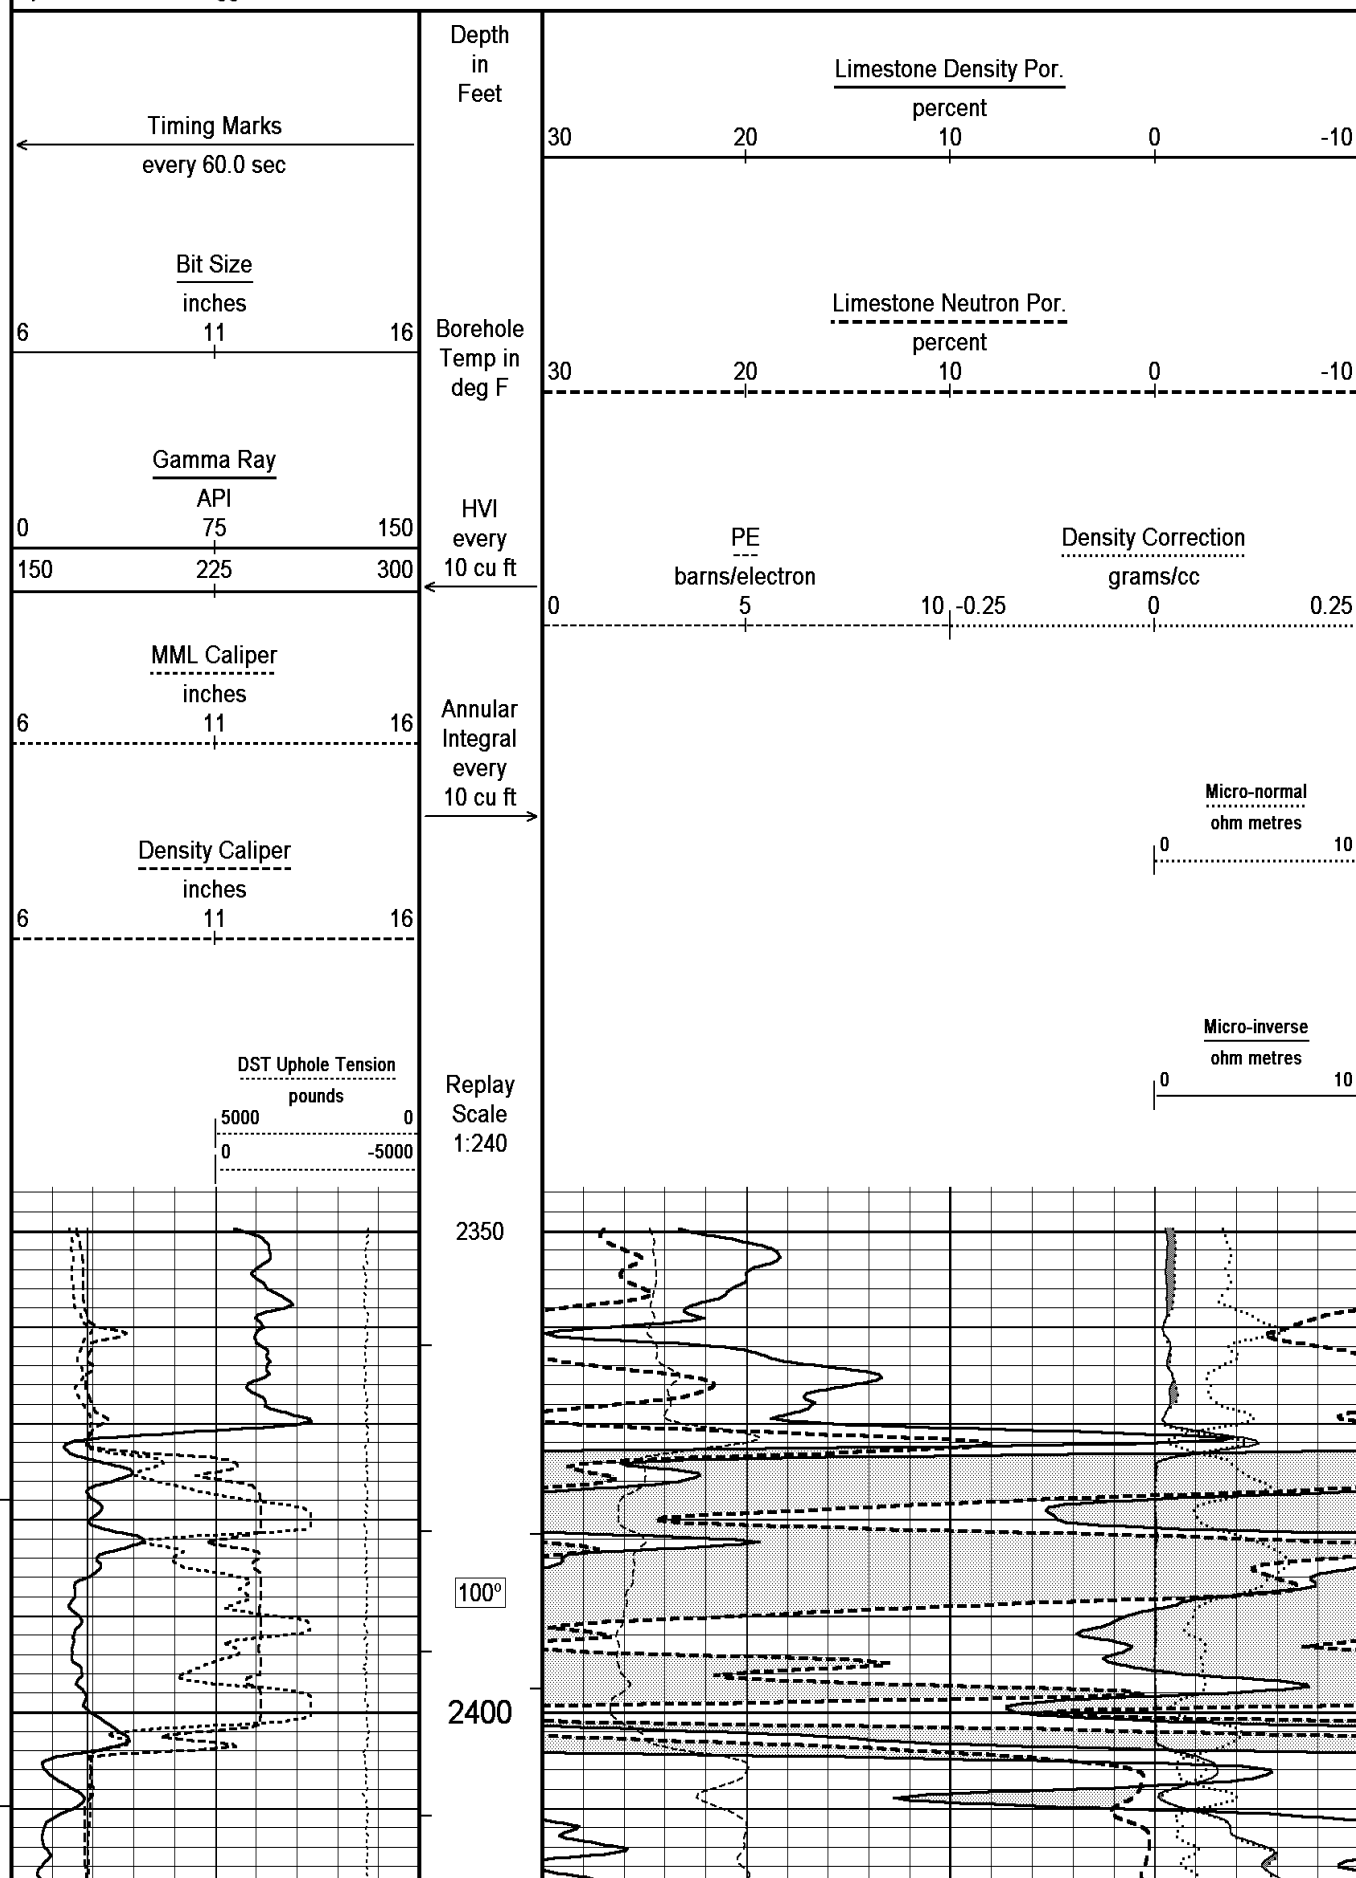 Depth
in
Feet
Timing Marks
every 60.0 sec
Bit Size
inches
6 11 16
Borehole
Temp in
deg F
Gamma Ray
API
0 75 150
150 225 300
HVI
every
10 cu ft
MML Caliper
inches
6 11 16
Annular
Integral
every
10 cu ft
Density Caliper
inches
6 11 16
DST Uphole Tension
pounds
5000 0
0 -5000
Replay
Scale
1:240
Limestone Density Por.
percent
30 20 10 0 -10
Limestone Neutron Por.
percent
30 20 10 0 -10
PE
barns/electron
0 5 10
Density Correction
grams/cc
-0.25 0 0.25
Micro-normal
ohm metres
0 10
Micro-inverse
ohm metres
0 10
2350
100°
2400